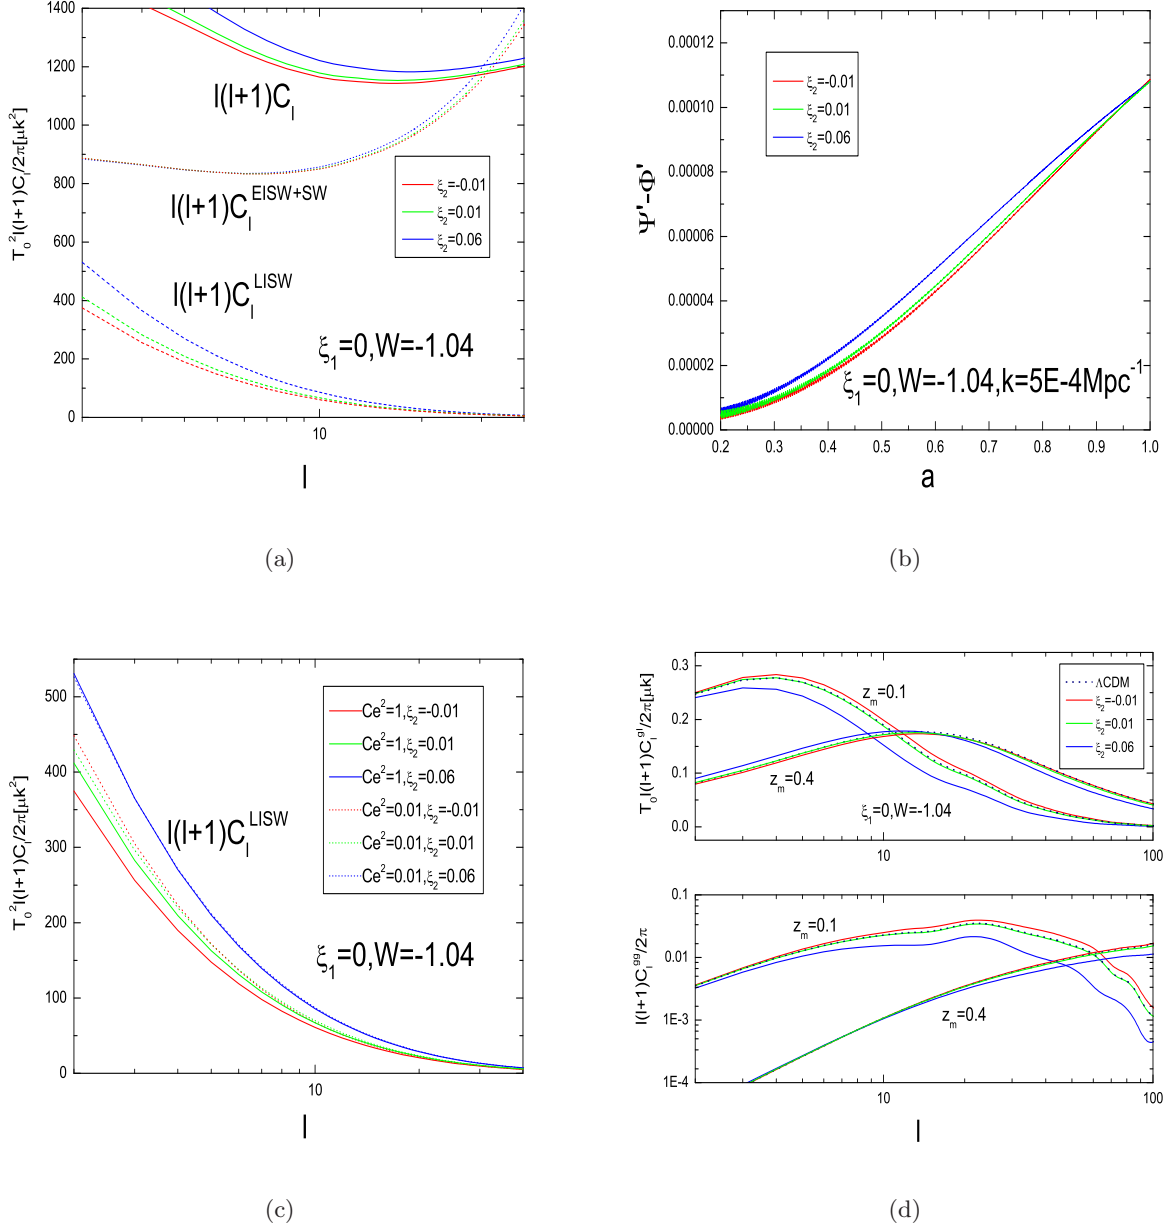 1400
1200
1000
800
600
400
200
0
10
T₀²l(l+1)Cₗ/2π[μk²]
l
l(l+1)Cₗ
l(l+1)Cₗ^EISW+SW
l(l+1)Cₗ^LISW
ξ₂=-0.01
ξ₂=0.01
ξ₂=0.06
ξ₁=0,W=-1.04
(a)
0.00012
0.00010
0.00008
0.00006
0.00004
0.00002
0.00000
0.2 0.3 0.4 0.5 0.6 0.7 0.8 0.9 1.0
Ψ'-Φ'
a
ξ₂=-0.01
ξ₂=0.01
ξ₂=0.06
ξ₁=0,W=-1.04,k=5E-4Mpc⁻¹
(b)
500
450
400
350
300
250
200
150
100
50
0
10
T₀²l(l+1)Cₗ/2π[μk²]
l
l(l+1)Cₗ^LISW
Ce²=1,ξ₂=-0.01
Ce²=1,ξ₂=0.01
Ce²=1,ξ₂=0.06
Ce²=0.01,ξ₂=-0.01
Ce²=0.01,ξ₂=0.01
Ce²=0.01,ξ₂=0.06
ξ₁=0,W=-1.04
(c)
0.3
0.2
0.1
0.0
10 100
T₀l(l+1)Cₗ^gI/2π[μk]
zₘ=0.1
zₘ=0.4
ΛCDM
ξ₂=-0.01
ξ₂=0.01
ξ₂=0.06
ξ₁=0,W=-1.04
0.1
0.01
1E-3
1E-4
10 100
l(l+1)Cₗ^gg/2π
l
zₘ=0.1
zₘ=0.4
(d)